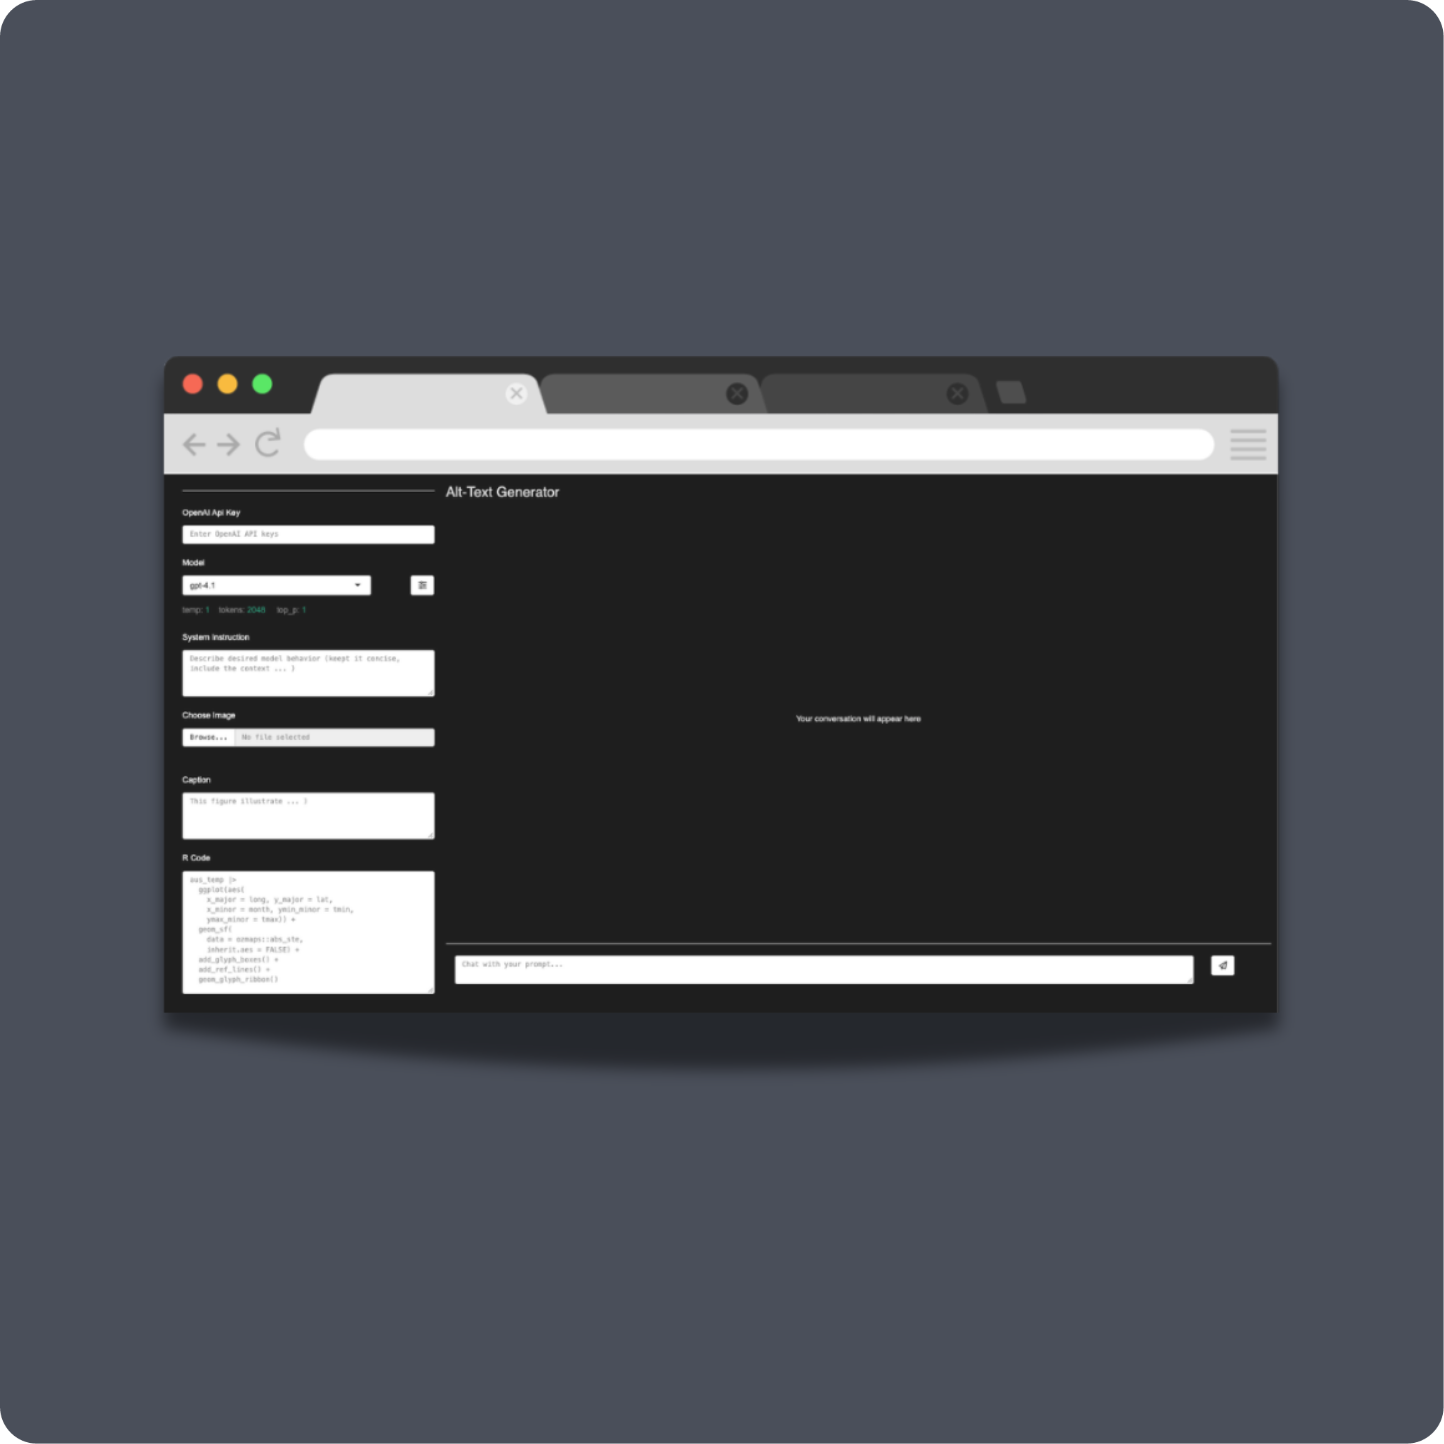 Alt-Text Generator
OpenAI Api Key
Enter OpenAI API keys
Model
gpt-4.1
temp: 1 tokens: 2048 top_p: 1
System Instruction
Describe desired model behavior (keept it concise,
include the context ... )
Choose Image
Browse... No file selected
Caption
This figure illustrate ... )
R Code
aus_temp |>
ggplot(aes(
x_major = long, y_major = lat,
x_minor = month, ymin_minor = tmin,
ymax_minor = tmax)) +
geom_sf(
data = ozmaps::abs_ste,
inherit.aes = FALSE) +
add_glyph_boxes() +
add_ref_lines() +
geom_glyph_ribbon()
Your conversation will appear here
Chat with your prompt...